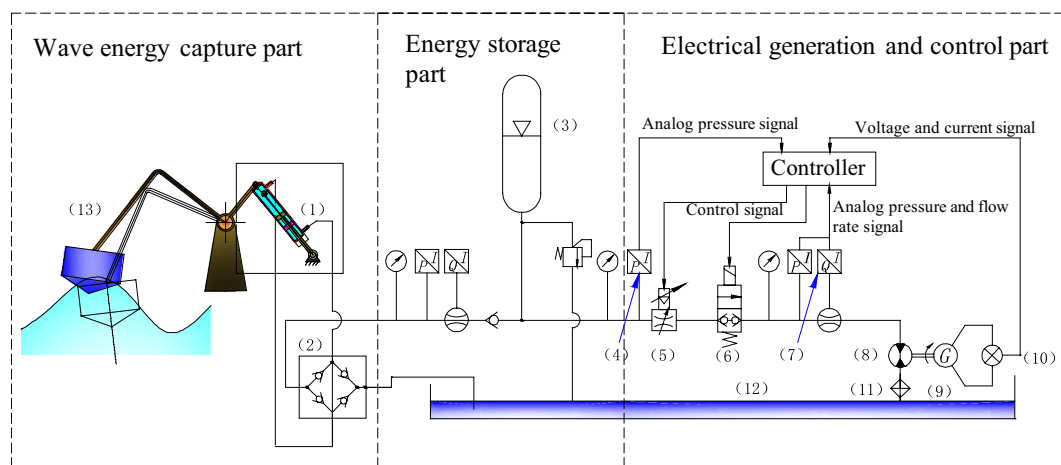 Wave energy capture part
Energy storage
part
Electrical generation and control part
(3)
Analog pressure signal
Voltage and current signal
Controller
(13)
(1)
Control signal
Analog pressure and flow
rate signal
N
P I
Q I
P I
P I
Q I
(2)
(4)
(5)
(6)
(7)
(8)
G
(10)
(12)
(11)
(9)